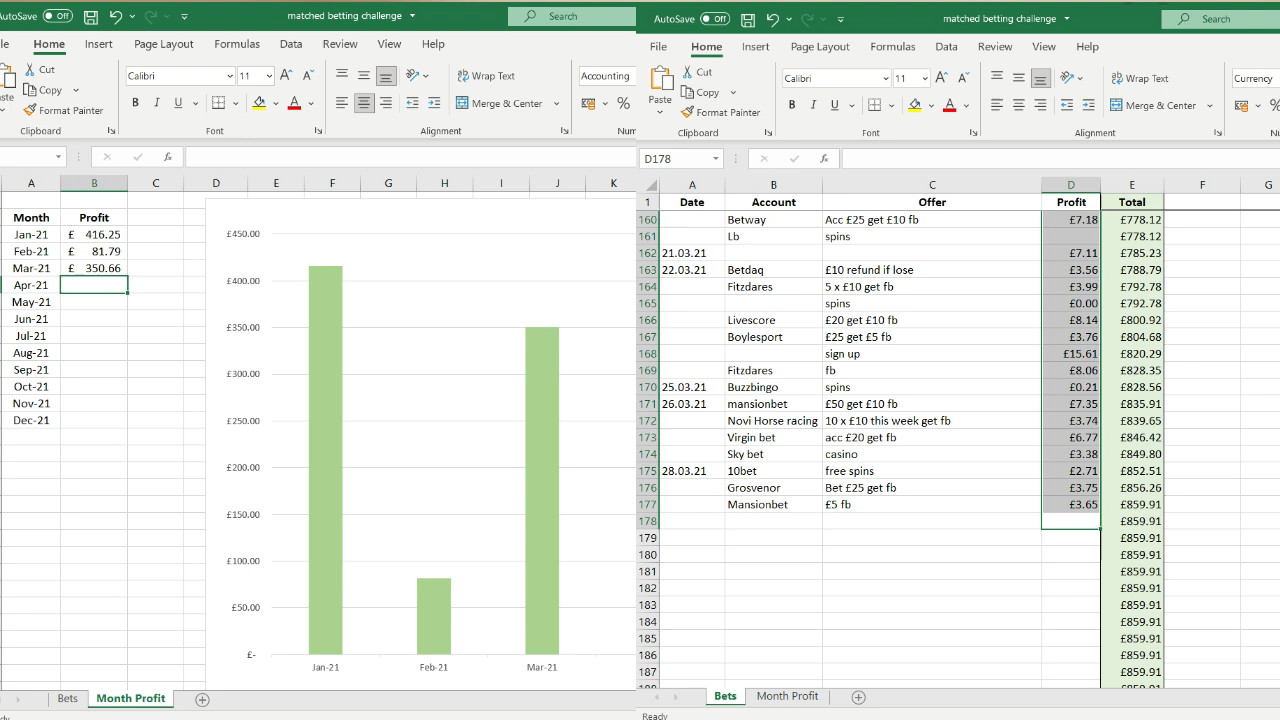 AutoSave Off matched betting challenge Search
File Home Insert Page Layout Formulas Data Review View Help
Cut
Copy
Format Painter
Clipboard
Calibri 11
B I U A
Font
Wrap Text
Merge & Center
Alignment
Accounting
%
Num
fx
A B C D E F G H I J K
Month Profit
Jan-21 £ 416.25
Feb-21 £ 81.79
Mar-21 £ 350.66
Apr-21
May-21
Jun-21
Jul-21
Aug-21
Sep-21
Oct-21
Nov-21
Dec-21
£450.00
£400.00
£350.00
£300.00
£250.00
£200.00
£150.00
£100.00
£50.00
£-
Jan-21 Feb-21 Mar-21
Bets Month Profit
AutoSave Off matched betting challenge Search
File Home Insert Page Layout Formulas Data Review View Help
Paste
Cut
Copy
Format Painter
Clipboard
Calibri 11
B I U A
Font
Wrap Text
Merge & Center
Alignment
Currency
D178 fx
A B C D E F G
1 Date Account Offer Profit Total
160 Betway Acc £25 get £10 fb £7.18 £778.12
161 Lb spins £778.12
162 21.03.21 £7.11 £785.23
163 22.03.21 Betdaq £10 refund if lose £3.56 £788.79
164 Fitzdares 5 x £10 get fb £3.99 £792.78
165 spins £0.00 £792.78
166 Livescore £20 get £10 fb £8.14 £800.92
167 Boylesport £25 get £5 fb £3.76 £804.68
168 sign up £15.61 £820.29
169 Fitzdares fb £8.06 £828.35
170 25.03.21 Buzzbingo spins £0.21 £828.56
171 26.03.21 mansionbet £50 get £10 fb £7.35 £835.91
172 Novi Horse racing 10 x £10 this week get fb £3.74 £839.65
173 Virgin bet acc £20 get fb £6.77 £846.42
174 Sky bet casino £3.38 £849.80
175 28.03.21 10bet free spins £2.71 £852.51
176 Grosvenor Bet £25 get fb £3.75 £856.26
177 Mansionbet £5 fb £3.65 £859.91
178 £859.91
179 £859.91
180 £859.91
181 £859.91
182 £859.91
183 £859.91
184 £859.91
185 £859.91
186 £859.91
187 £859.91
Bets Month Profit
Ready